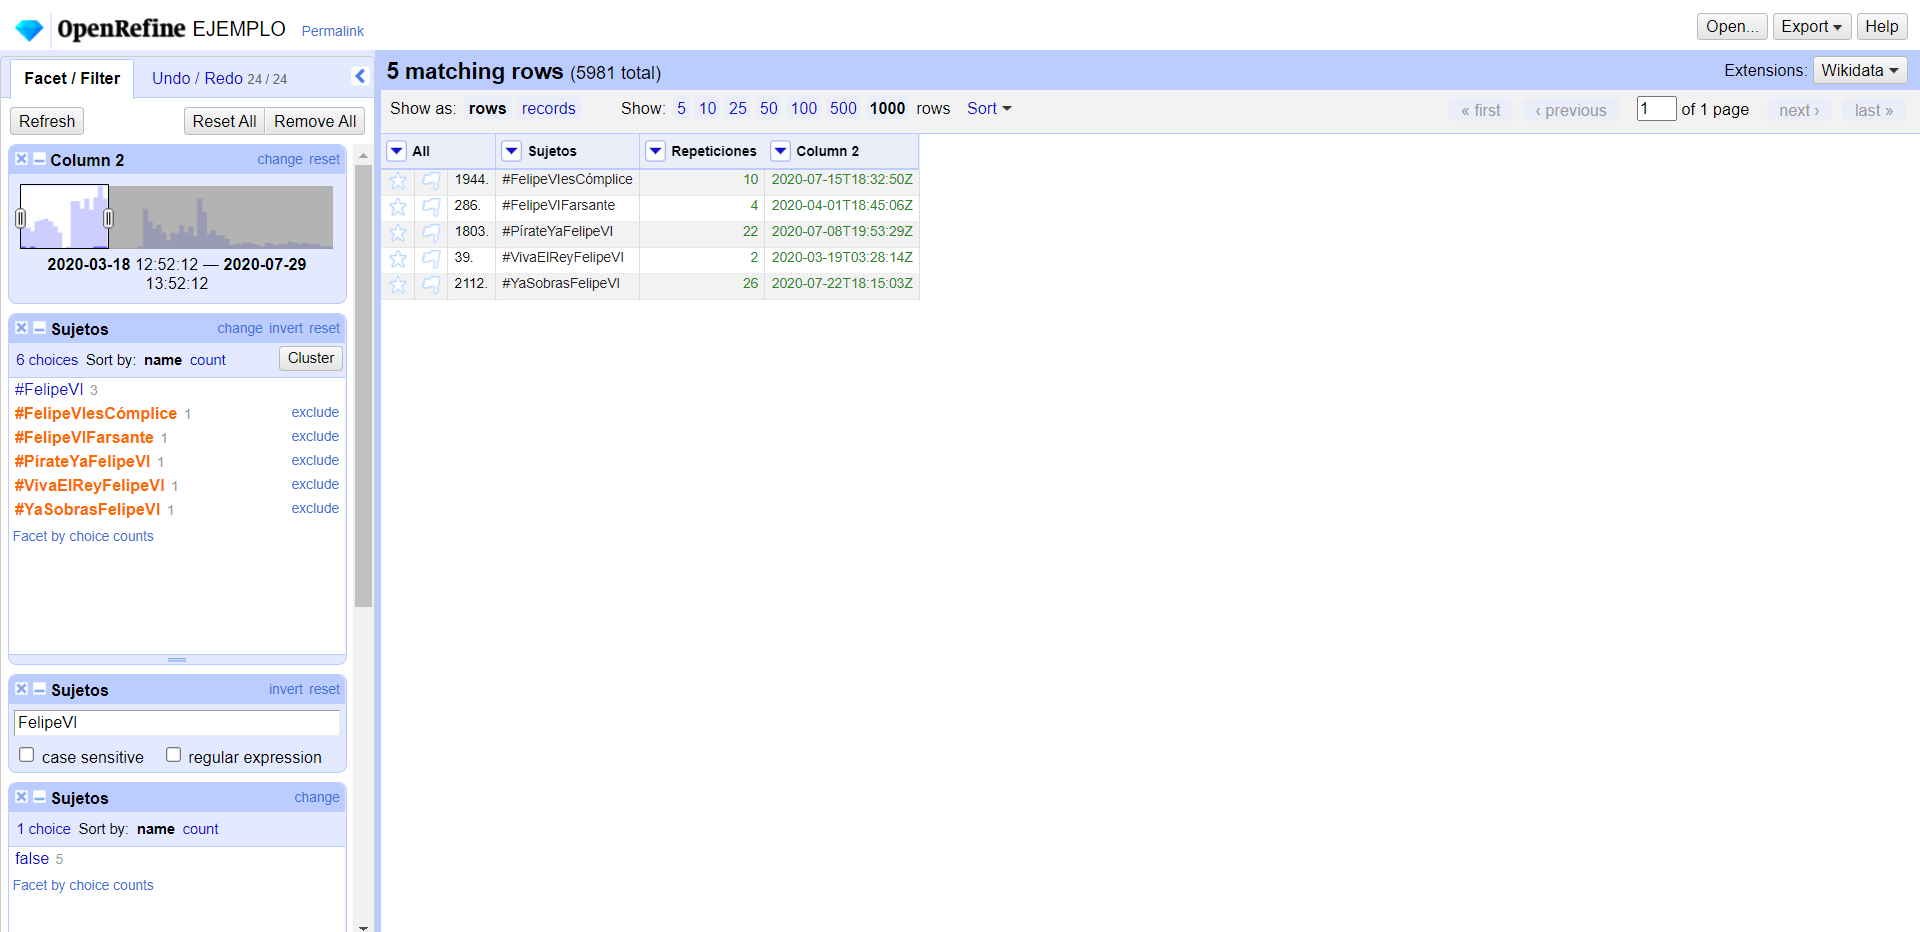 OpenRefine EJEMPLO Permalink
Open... Export Help
Facet / Filter Undo / Redo 24 / 24
Refresh Reset All Remove All
Column 2 change reset
2020-03-18 12:52:12 — 2020-07-29
13:52:12
Sujetos change invert reset
6 choices Sort by: name count Cluster
#FelipeVI 3
#FelipeVIesCómplice 1 exclude
#FelipeVIFarsante 1 exclude
#PírateYaFelipeVI 1 exclude
#VivaElReyFelipeVI 1 exclude
#YaSobrasFelipeVI 1 exclude
Facet by choice counts
Sujetos invert reset
FelipeVI
case sensitive regular expression
Sujetos change
1 choice Sort by: name count
false 5
Facet by choice counts
5 matching rows (5981 total)
Extensions: Wikidata
Show as: rows records Show: 5 10 25 50 100 500 1000 rows Sort « first ‹ previous 1 of 1 page next › last »
All Sujetos Repeticiones Column 2
1944. #FelipeVIesCómplice 10 2020-07-15T18:32:50Z
286. #FelipeVIFarsante 4 2020-04-01T18:45:06Z
1803. #PírateYaFelipeVI 22 2020-07-08T19:53:29Z
39. #VivaElReyFelipeVI 2 2020-03-19T03:28:14Z
2112. #YaSobrasFelipeVI 26 2020-07-22T18:15:03Z